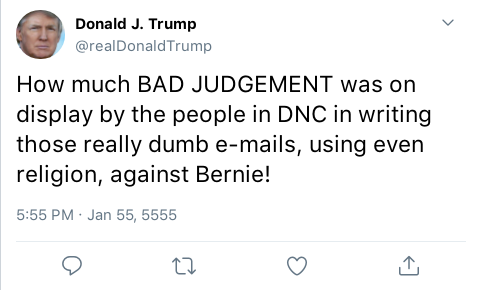 Donald J. Trump
@realDonaldTrump
How much BAD JUDGEMENT was on
display by the people in DNC in writing
those really dumb e-mails, using even
religion, against Bernie!
5:55 PM · Jan 55, 5555